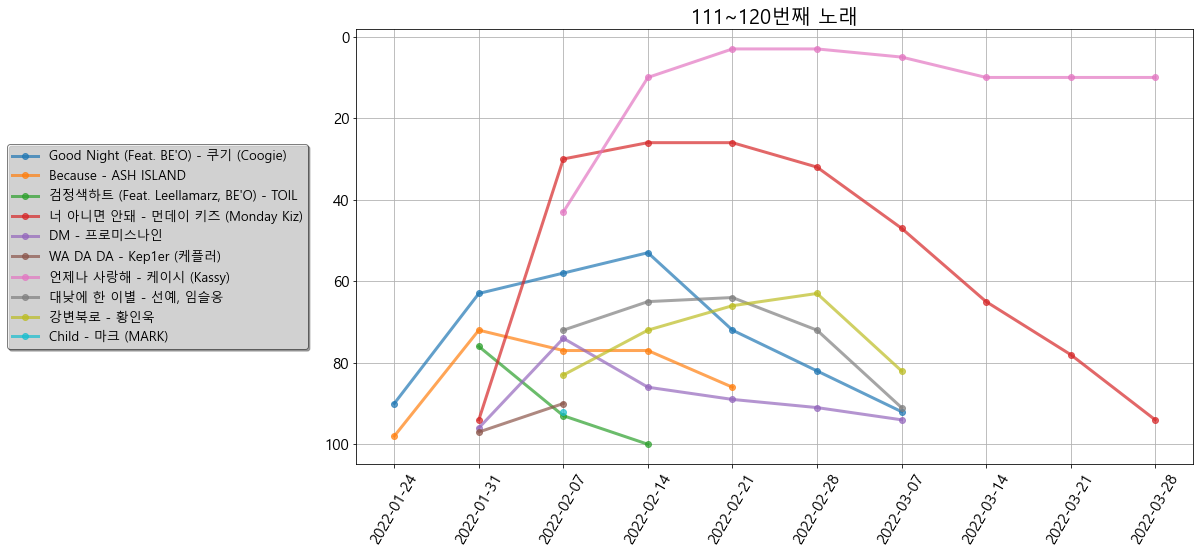 111~120번째 노래
Good Night (Feat. BE'O) - 쿠기 (Coogie)
Because - ASH ISLAND
검정색하트 (Feat. Leellamarz, BE'O) - TOIL
너 아니면 안돼 - 먼데이 키즈 (Monday Kiz)
DM - 프로미스나인
WA DA DA - Kep1er (케플러)
언제나 사랑해 - 케이시 (Kassy)
대낮에 한 이별 - 선예, 임슬옹
강변북로 - 황인욱
Child - 마크 (MARK)
0
20
40
60
80
100
2022-01-24
2022-01-31
2022-02-07
2022-02-14
2022-02-21
2022-02-28
2022-03-07
2022-03-14
2022-03-21
2022-03-28